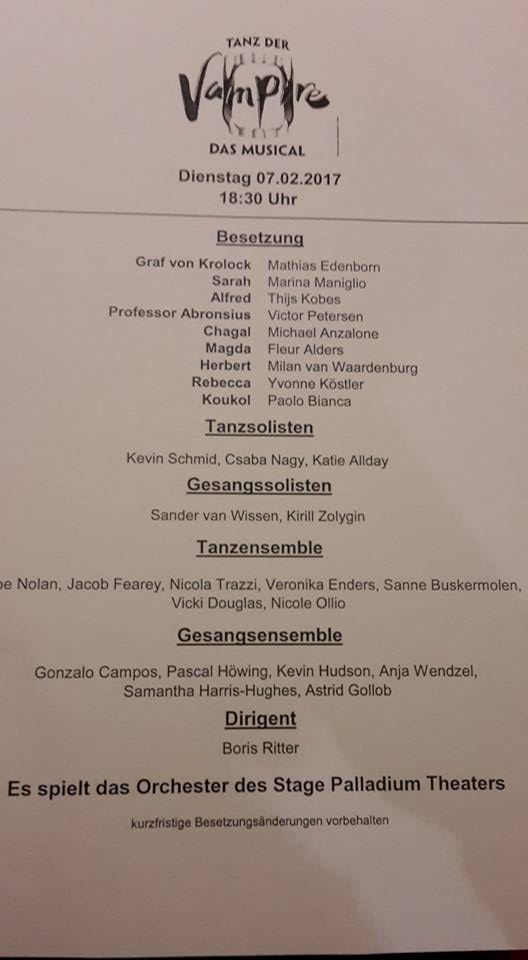 TANZ DER
Vampire
DAS MUSICAL
Dienstag 07.02.2017
18:30 Uhr
Besetzung
Graf von Krolock Mathias Edenborn
Sarah Marina Maniglio
Alfred Thijs Kobes
Professor Abronsius Victor Petersen
Chagal Michael Anzalone
Magda Fleur Alders
Herbert Milan van Waardenburg
Rebecca Yvonne Köstler
Koukol Paolo Bianca
Tanzsolisten
Kevin Schmid, Csaba Nagy, Katie Allday
Gesangssolisten
Sander van Wissen, Kirill Zolygin
Tanzensemble
Nolan, Jacob Fearey, Nicola Trazzi, Veronika Enders, Sanne Buskermolen,
Vicki Douglas, Nicole Ollio
Gesangsensemble
Gonzalo Campos, Pascal Höwing, Kevin Hudson, Anja Wendzel,
Samantha Harris-Hughes, Astrid Gollob
Dirigent
Boris Ritter
Es spielt das Orchester des Stage Palladium Theaters
kurzfristige Besetzungsänderungen vorbehalten